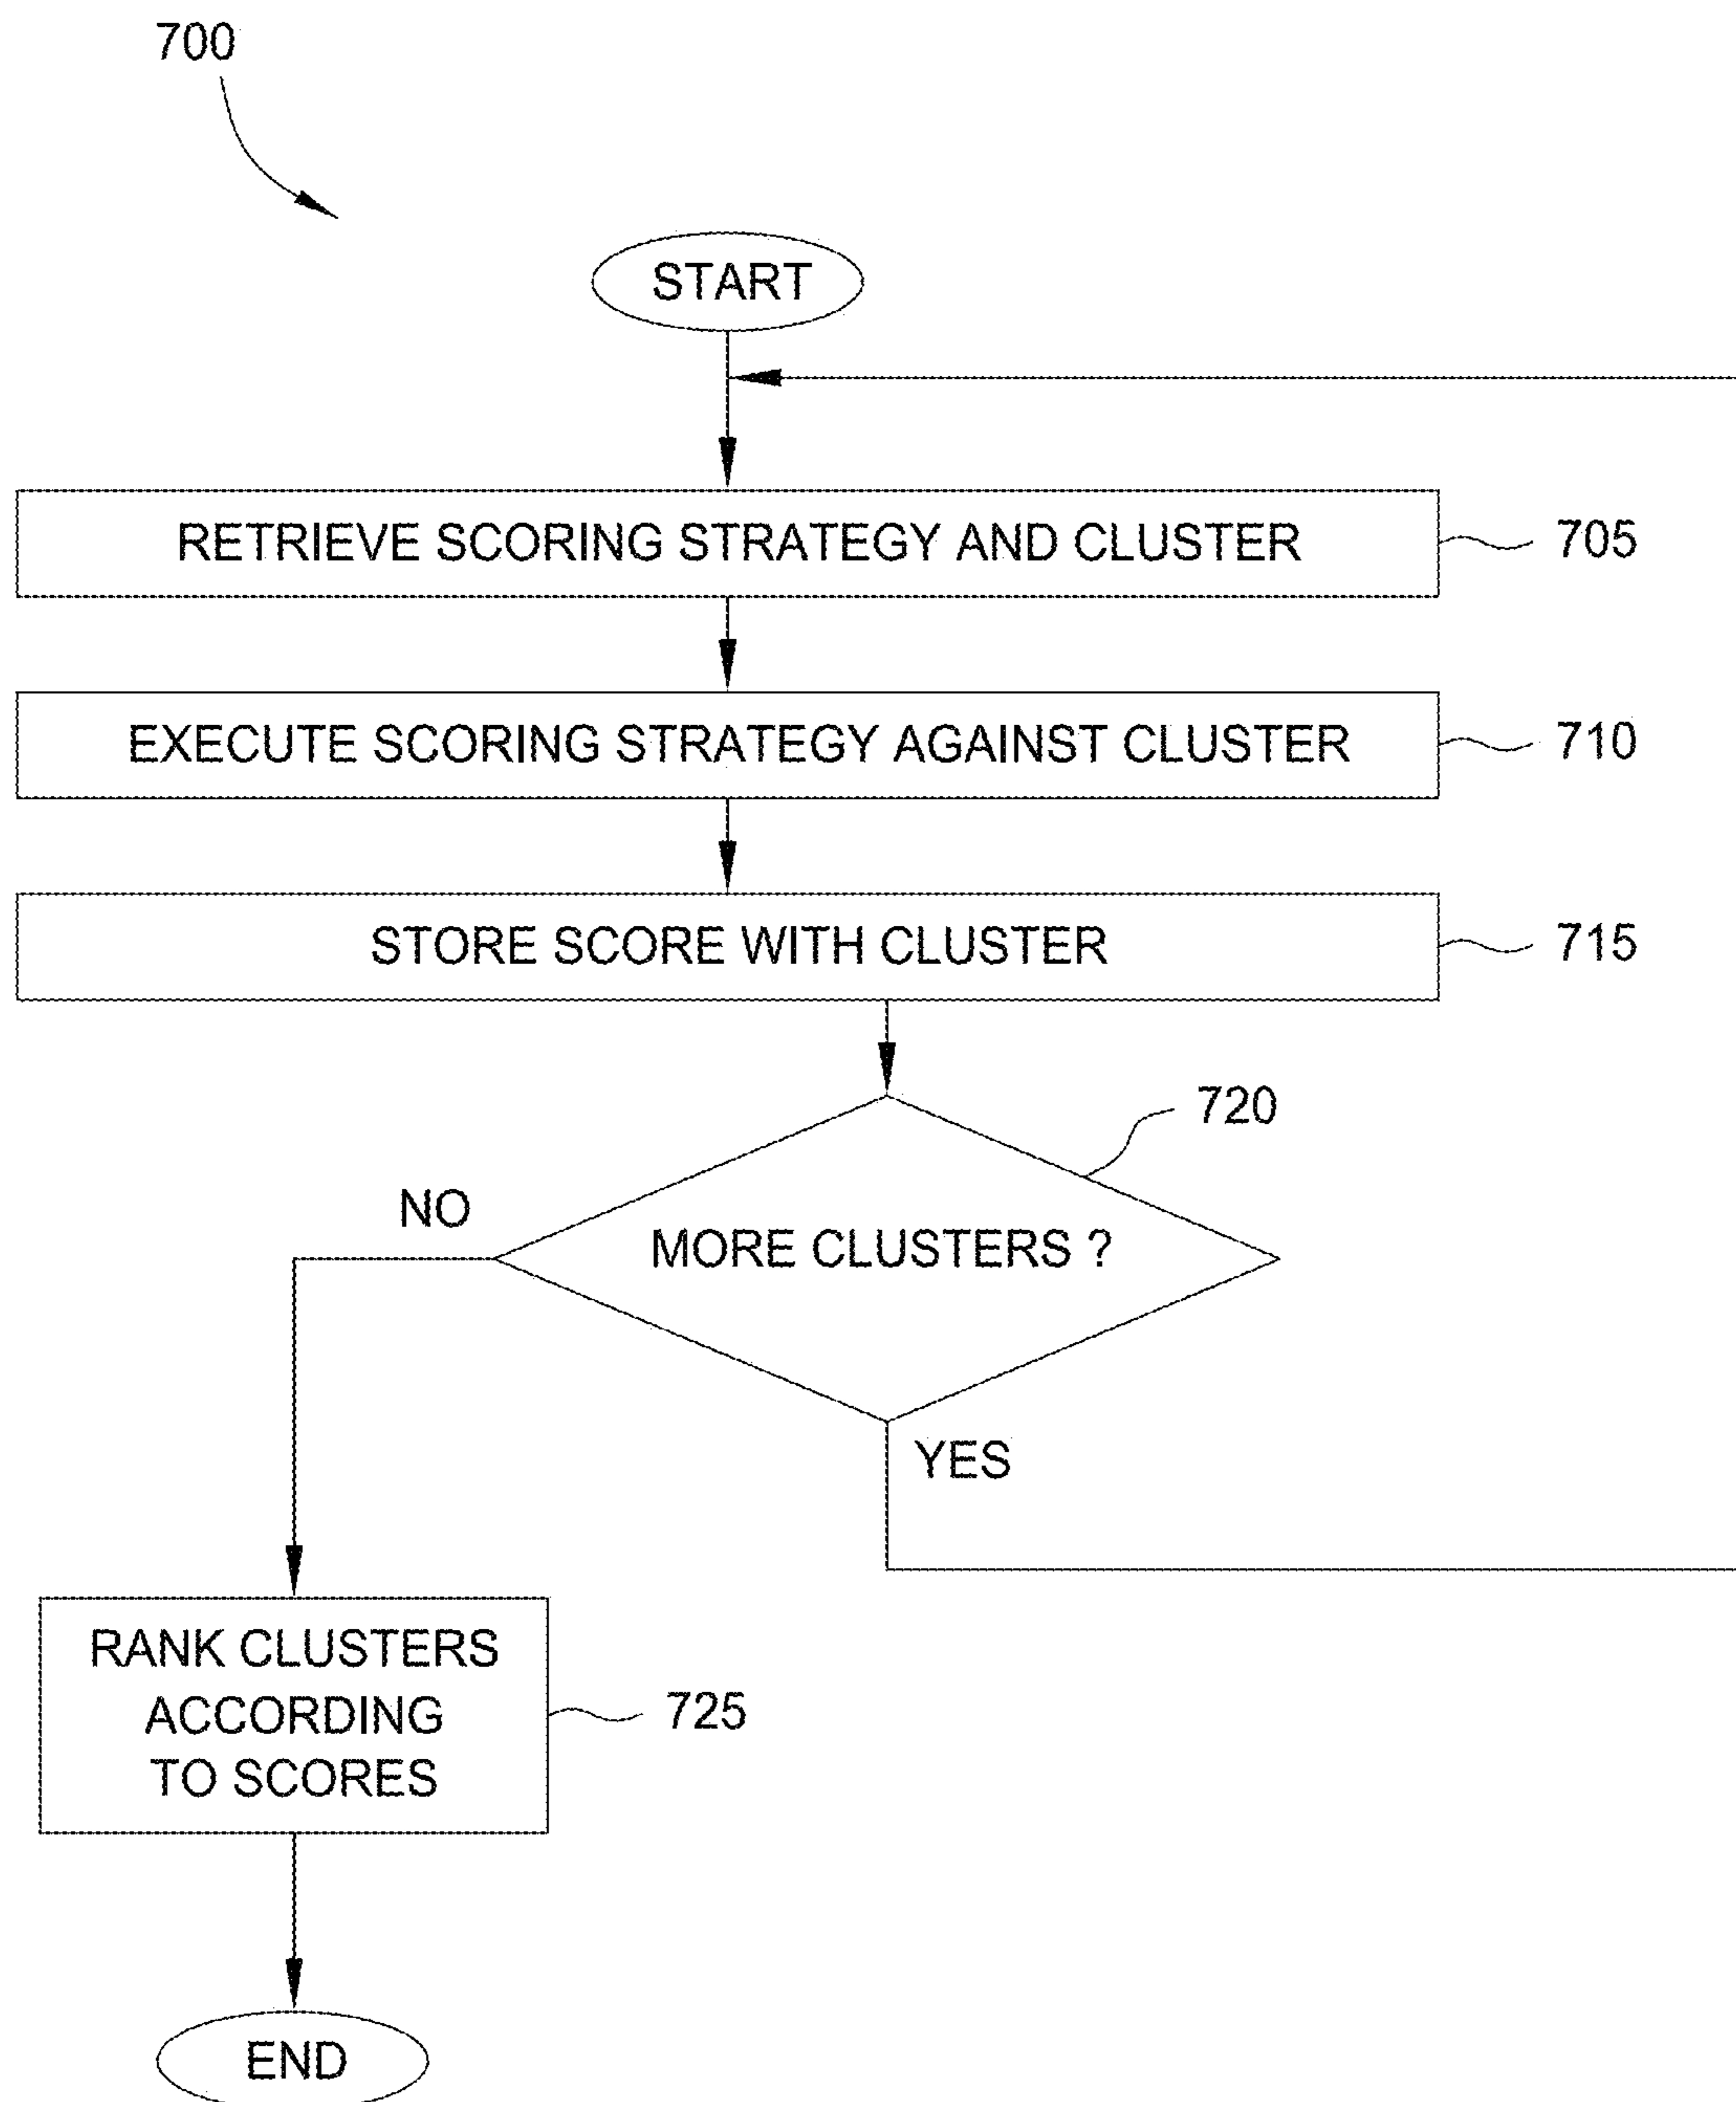 700
START
RETRIEVE SCORING STRATEGY AND CLUSTER
705
EXECUTE SCORING STRATEGY AGAINST CLUSTER
710
STORE SCORE WITH CLUSTER
715
720
NO
MORE CLUSTERS ?
YES
RANK CLUSTERS
ACCORDING
TO SCORES
725
END